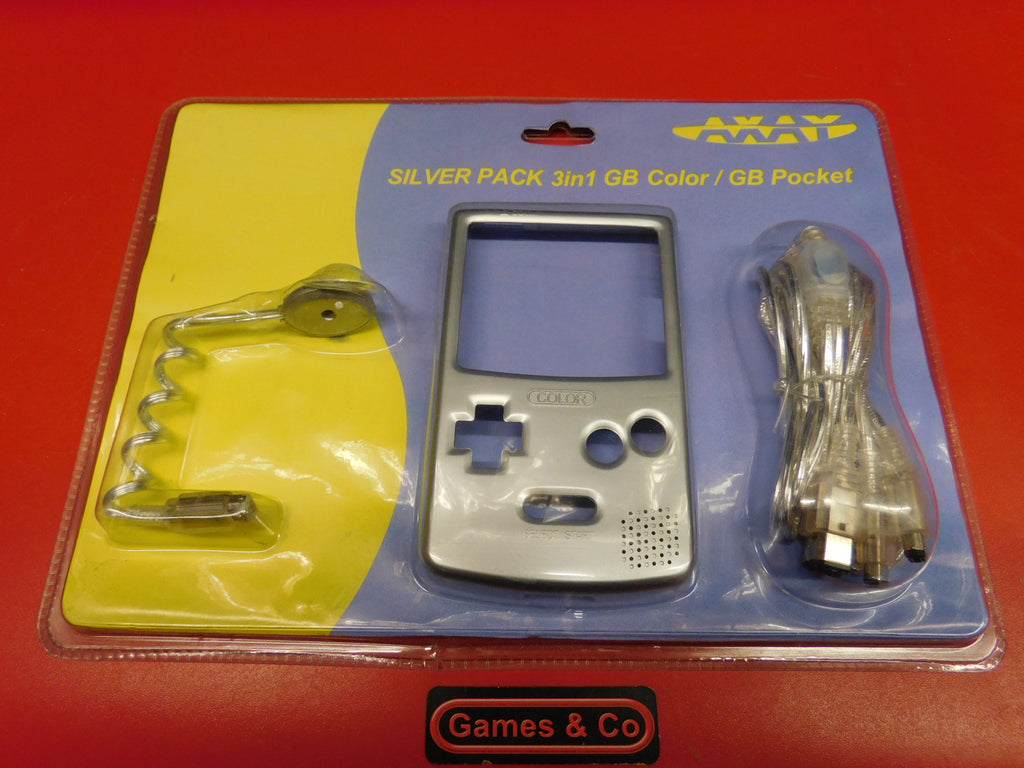 AXAY
SILVER PACK 3in1 GB Color / GB Pocket
COLOR
SELECT START
Games & Co